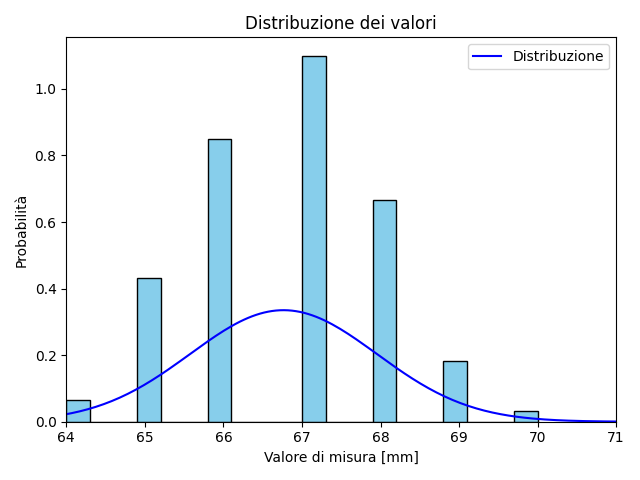 Distribuzione dei valori
Distribuzione
1.0
0.8
0.6
0.4
0.2
0.0
Probabilità
64 65 66 67 68 69 70 71
Valore di misura [mm]